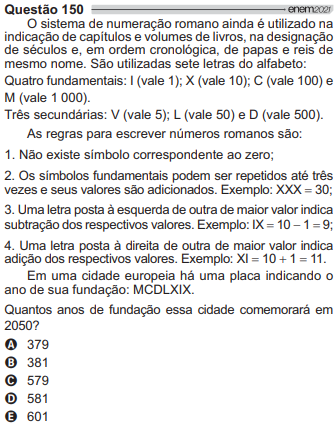 Questão 150 enem2021
O sistema de numeração romano ainda é utilizado na
indicação de capítulos e volumes de livros, na designação
de séculos e, em ordem cronológica, de papas e reis de
mesmo nome. São utilizadas sete letras do alfabeto:
Quatro fundamentais: I (vale 1); X (vale 10); C (vale 100) e
M (vale 1 000).
Três secundárias: V (vale 5); L (vale 50) e D (vale 500).
As regras para escrever números romanos são:
1. Não existe símbolo correspondente ao zero;
2. Os símbolos fundamentais podem ser repetidos até três
vezes e seus valores são adicionados. Exemplo: XXX = 30;
3. Uma letra posta à esquerda de outra de maior valor indica
subtração dos respectivos valores. Exemplo: IX = 10 – 1 = 9;
4. Uma letra posta à direita de outra de maior valor indica
adição dos respectivos valores. Exemplo: XI = 10 + 1 = 11.
Em uma cidade europeia há uma placa indicando o
ano de sua fundação: MCDLXIX.
Quantos anos de fundação essa cidade comemorará em
2050?
A 379
B 381
C 579
D 581
E 601